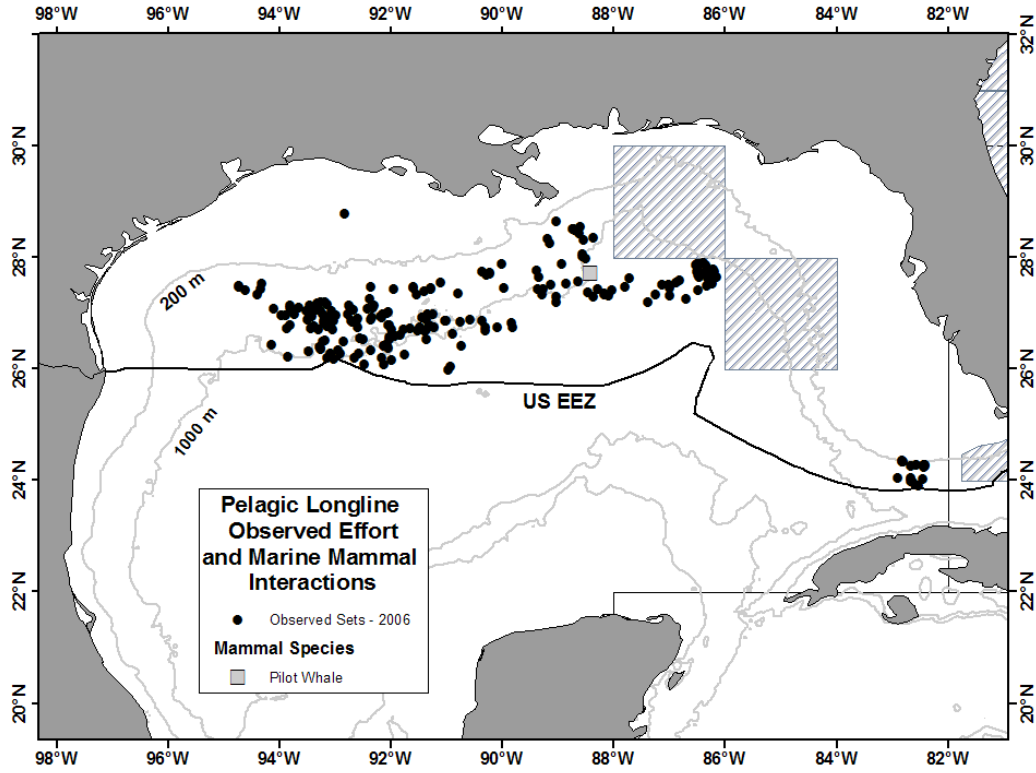 98°W 96°W 94°W 92°W 90°W 88°W 86°W 84°W 82°W
32°N
30°N 30°N
28°N 28°N
200 m
26°N 26°N
US EEZ
1000 m
24°N 24°N
Pelagic Longline
Observed Effort
and Marine Mammal
Interactions
22°N 22°N
Observed Sets - 2006
Mammal Species
Pilot Whale
20°N 20°N
98°W 96°W 94°W 92°W 90°W 88°W 86°W 84°W 82°W